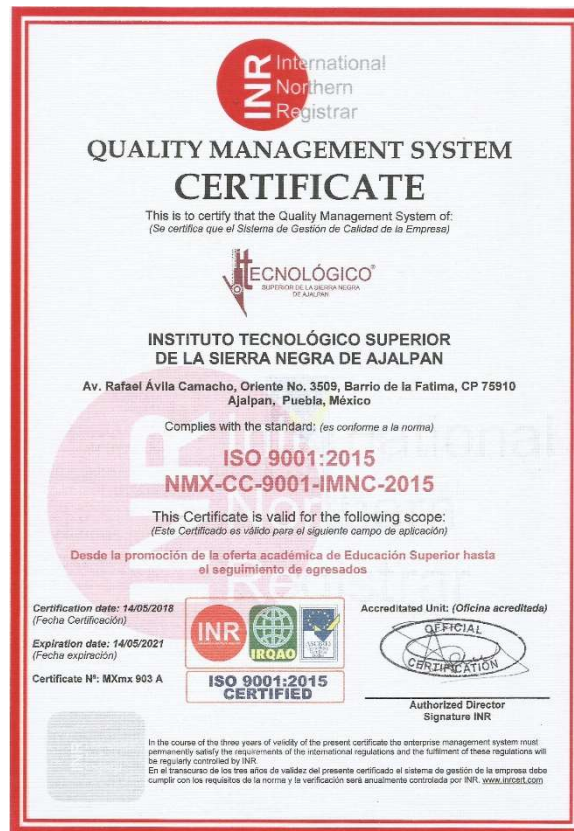 INR International
Northern
Registrar
QUALITY MANAGEMENT SYSTEM
CERTIFICATE
This is to certify that the Quality Management System of:
(Se certifica que el Sistema de Gestión de Calidad de la Empresa)
TECNOLÓGICO®
SUPERIOR DE LA SIERRA NEGRA
DE AJALPAN
INSTITUTO TECNOLÓGICO SUPERIOR
DE LA SIERRA NEGRA DE AJALPAN
Av. Rafael Ávila Camacho, Oriente No. 3509, Barrio de la Fatima, CP 75910
Ajalpan, Puebla, México
Complies with the standard: (es conforme a la norma)
ISO 9001:2015
NMX-CC-9001-IMNC-2015
This Certificate is valid for the following scope:
(Este Certificado es válido para el siguiente campo de aplicación)
Desde la promoción de la oferta académica de Educación Superior hasta
el seguimiento de egresados
Certification date: 14/05/2018
(Fecha Certificación)
Expiration date: 14/05/2021
(Fecha expiración)
Certificate Nº: MXmx 903 A
INR
IRQAO
ISO 9001:2015
CERTIFIED
Accreditated Unit: (Oficina acreditada)
OFFICIAL
CERTIFICATION
Authorized Director
Signature INR
In the course of the three years of validity of the present certificate the enterprise management system must
permanently satisfy the requirements of the international regulations and the fulfilment of these regulations will
be regularly controlled by INR.
En el transcurso de los tres años de validez del presente certificado el sistema de gestión de la empresa debe
cumplir con los requisitos de la norma y la verificación será anualmente controlada por INR. www.inrcert.com